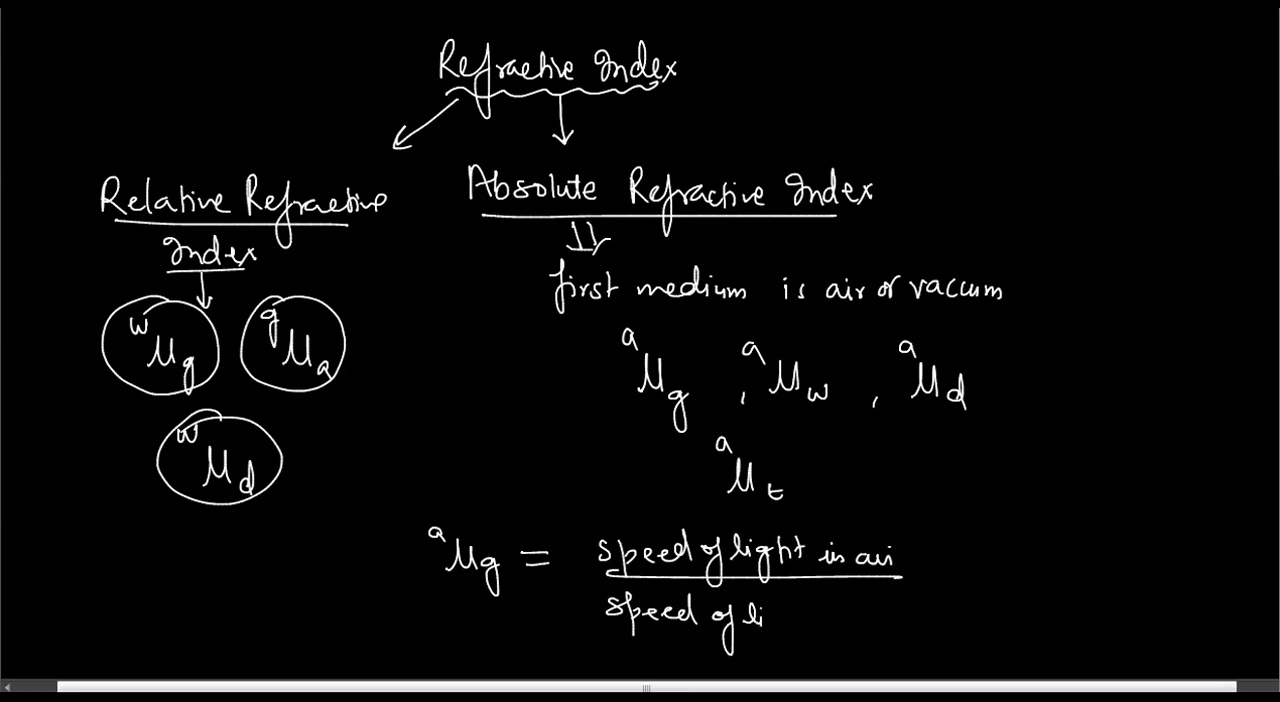 Refractive Index
Relative Refractive
Index
Absolute Refractive Index
first medium is air or vacuum
wμg gμa
wμd
aμg , aμw , aμd
aμt
aμg = speed of light in air
speed of li